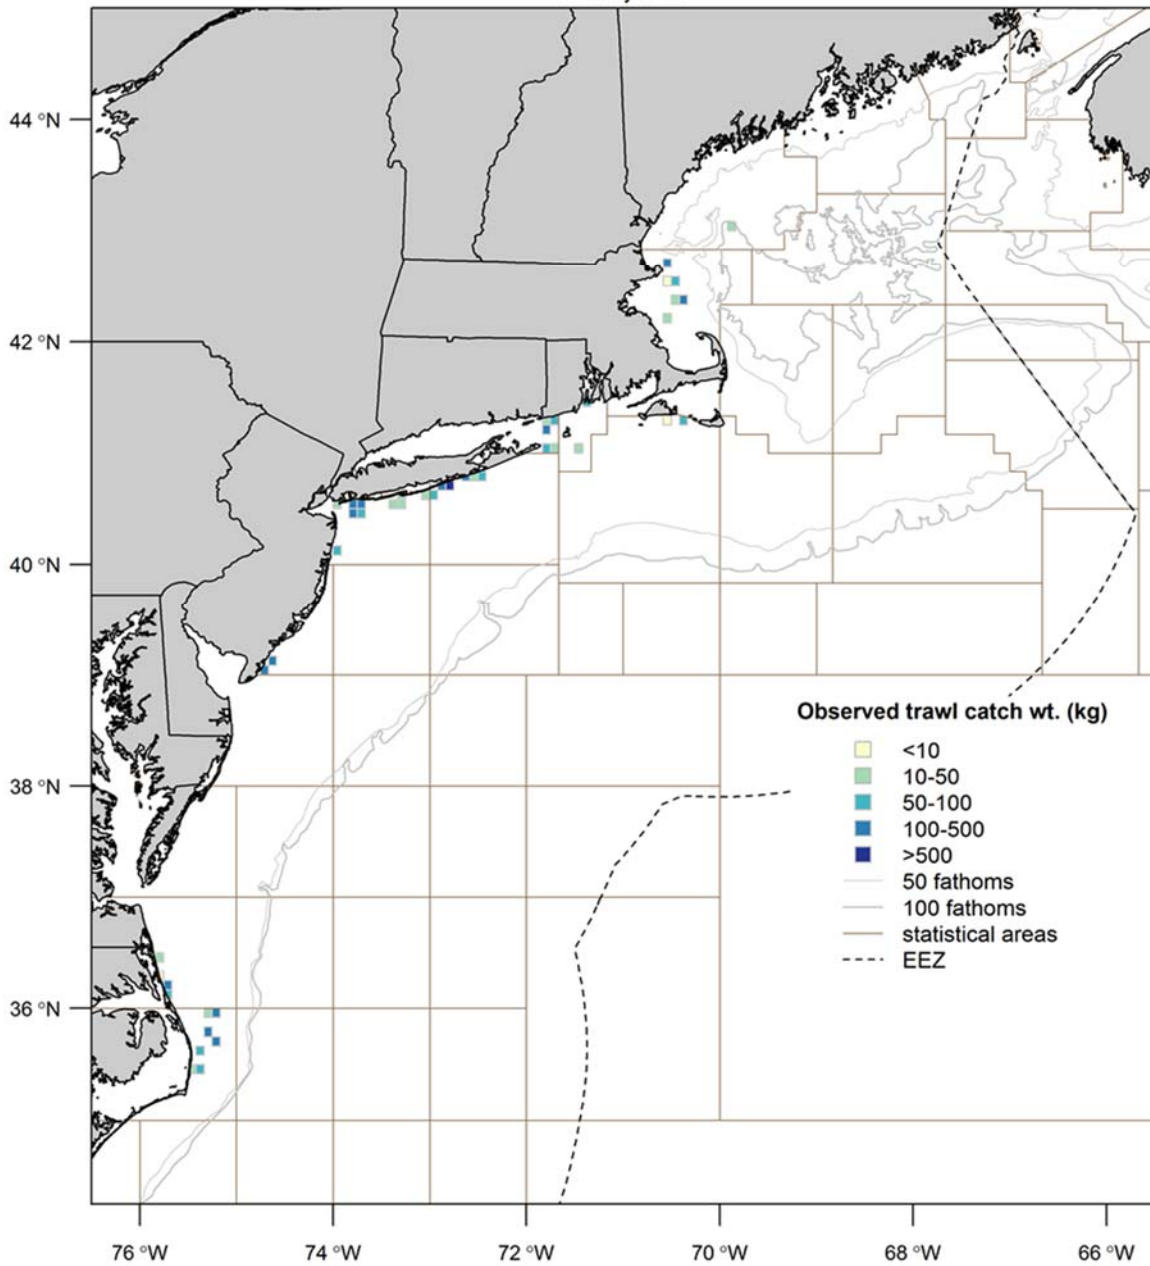 44 °N
42 °N
40 °N
38 °N
36 °N
Observed trawl catch wt. (kg)
<10
10-50
50-100
100-500
>500
50 fathoms
100 fathoms
statistical areas
EEZ
76 °W
74 °W
72 °W
70 °W
68 °W
66 °W